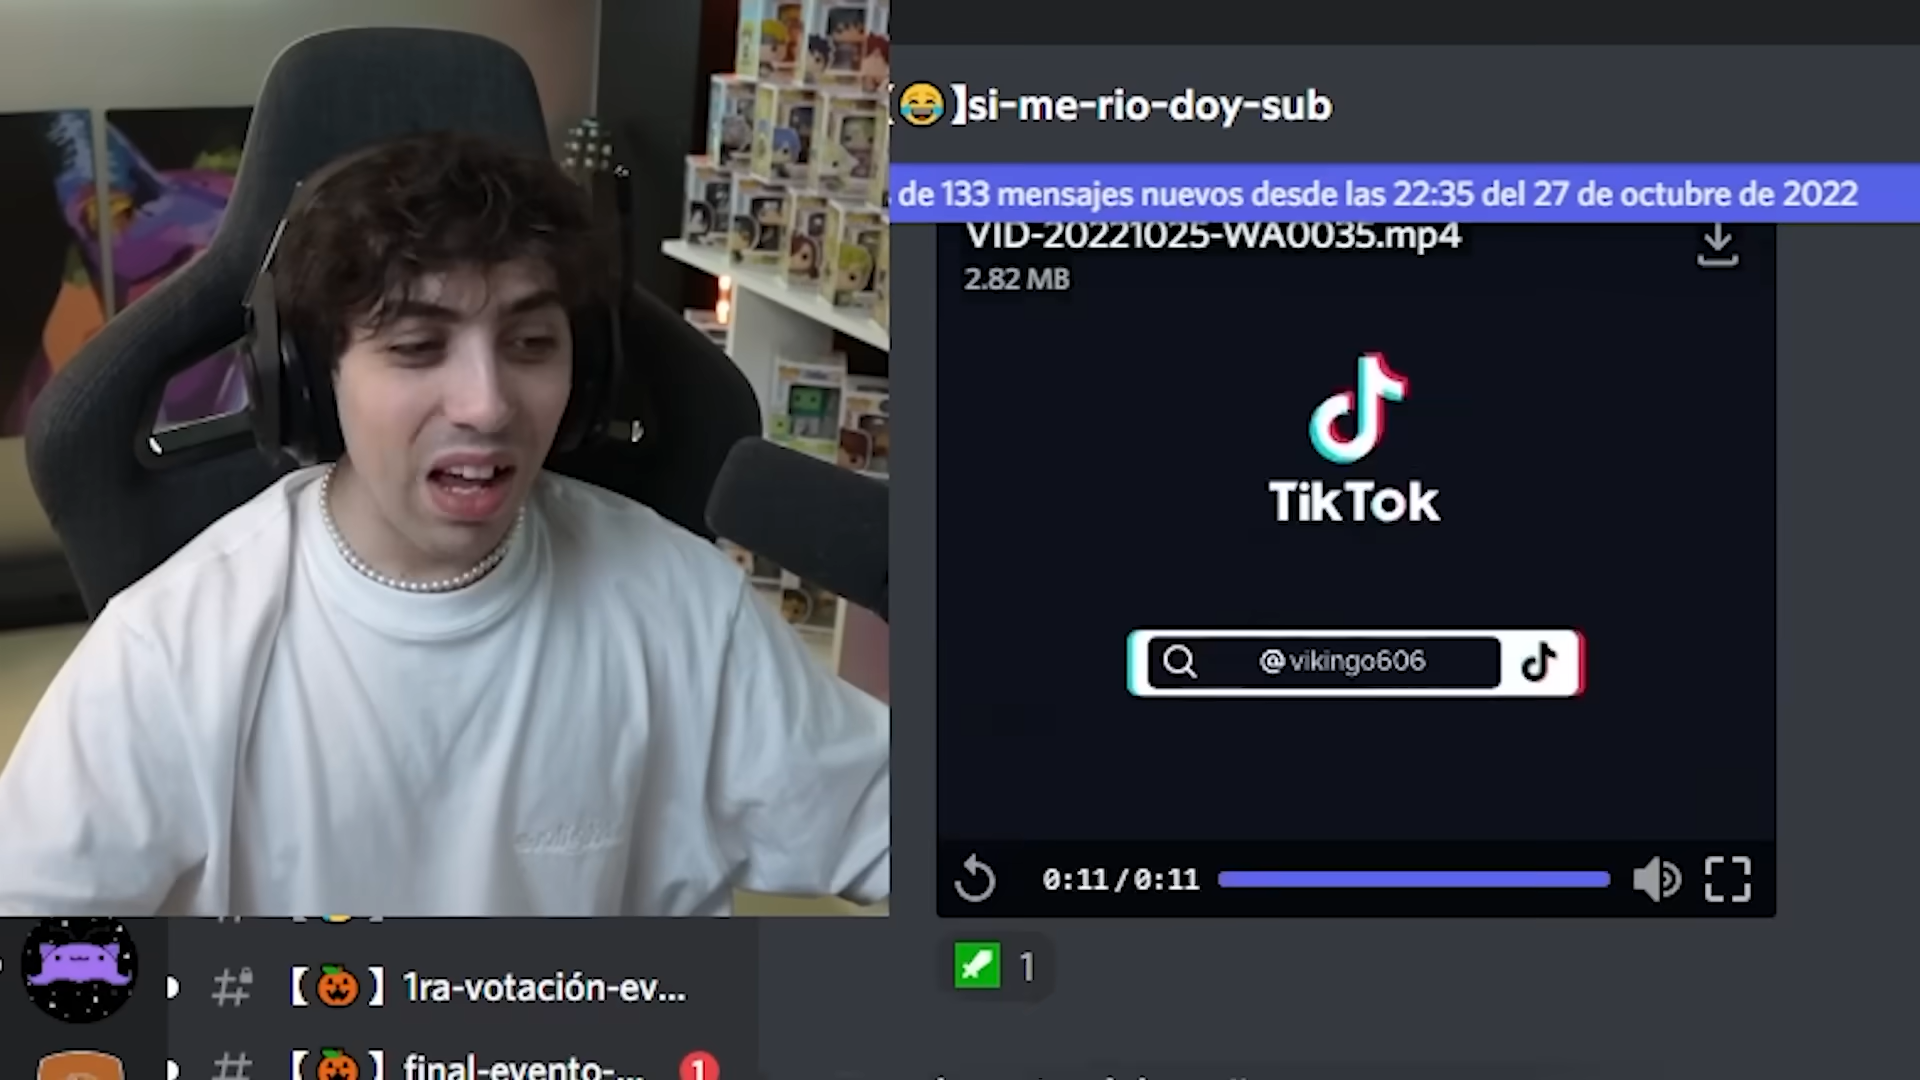 【😂】si-me-rio-doy-sub
de 133 mensajes nuevos desde las 22:35 del 27 de octubre de 2022
VID-20221025-WA0035.mp4
2.82 MB
TikTok
@vikingo606
0:11/0:11
1
#【🎃】1ra-votación-ev...
#【🎃】final-evento-... 1